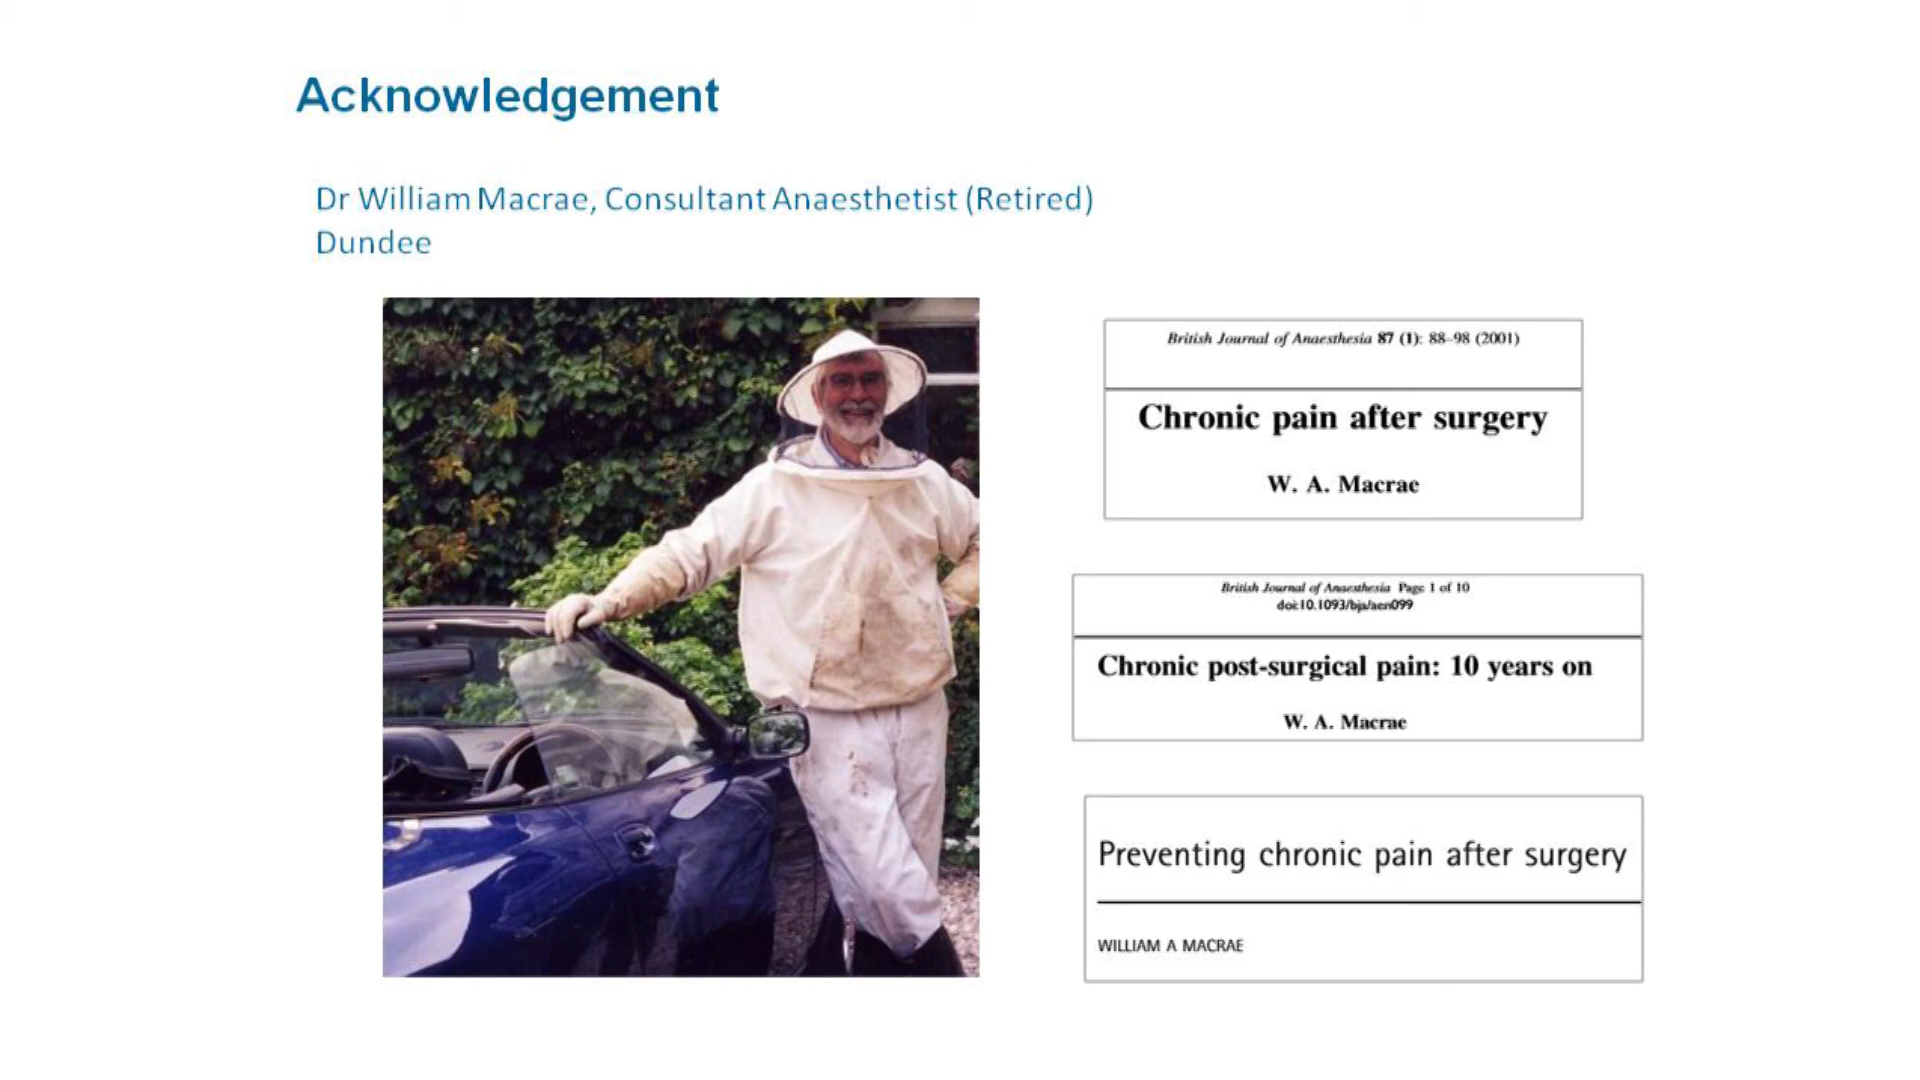 Acknowledgement
Dr William Macrae, Consultant Anaesthetist (Retired)
Dundee
British Journal of Anaesthesia 87 (1): 88–98 (2001)
Chronic pain after surgery
W. A. Macrae
British Journal of Anaesthesia Page 1 of 10
doi:10.1093/bja/aen099
Chronic post-surgical pain: 10 years on
W. A. Macrae
Preventing chronic pain after surgery
WILLIAM A MACRAE